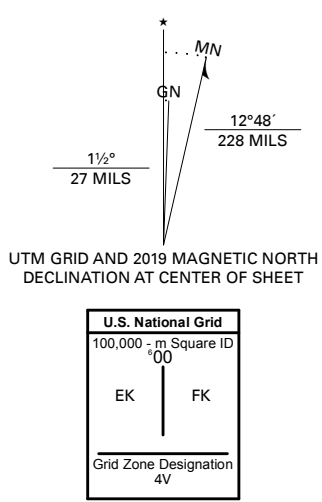 ★
MN
GN
12°48´
228 MILS
1½°
27 MILS
UTM GRID AND 2019 MAGNETIC NORTH
DECLINATION AT CENTER OF SHEET
U.S. National Grid
100,000 - m Square ID
⁶00
EK FK
Grid Zone Designation
4V